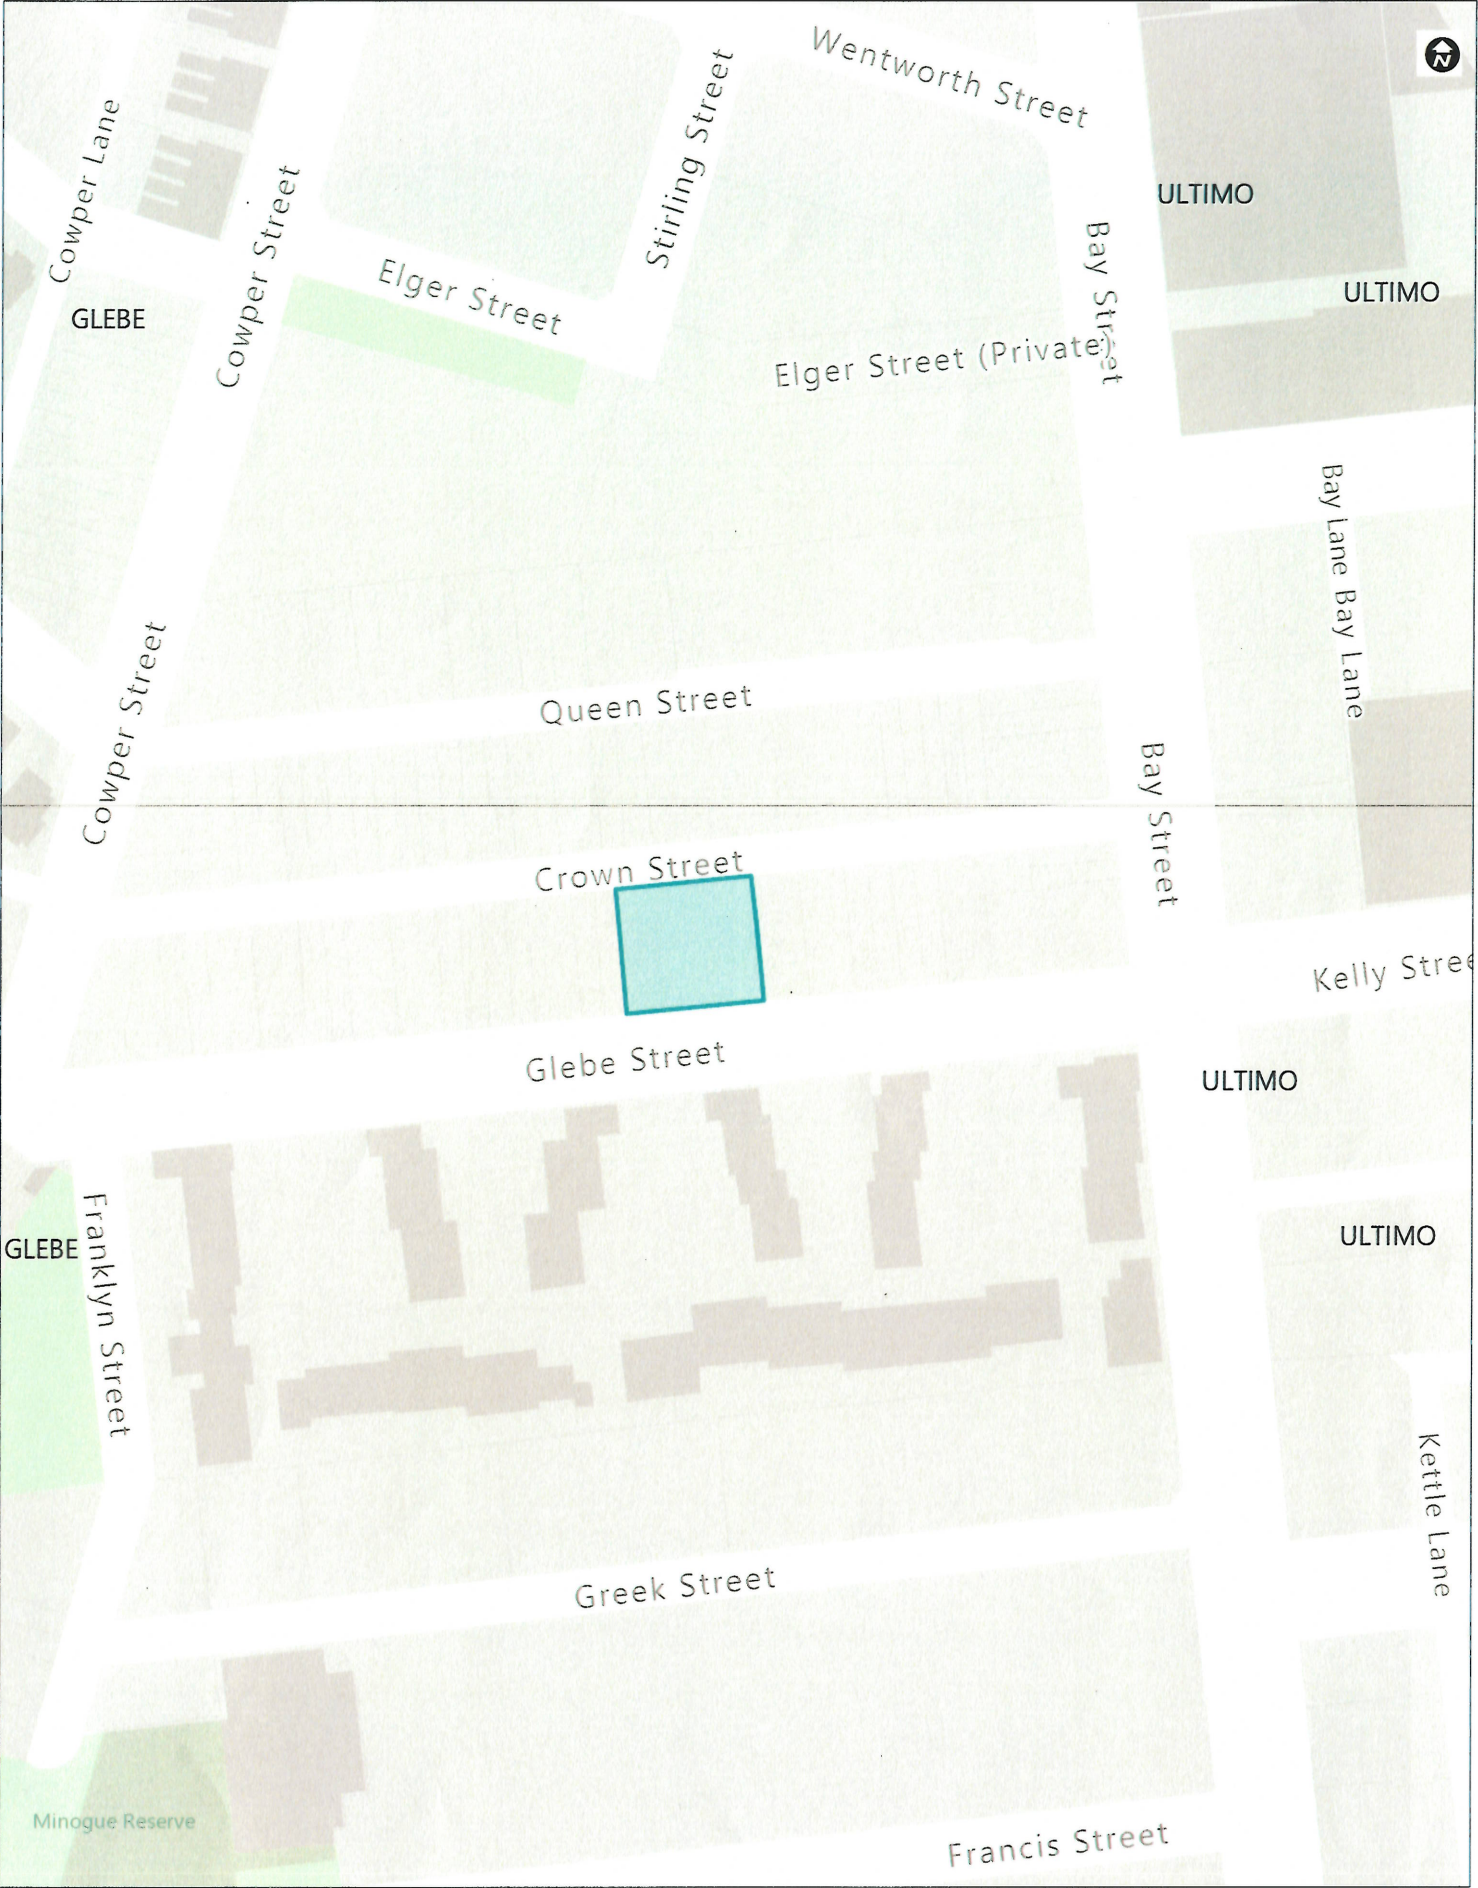 Wentworth Street
N
Stirling Street
Cowper Lane
Cowper Street
ULTIMO
Bay Street
Elger Street
ULTIMO
GLEBE
Elger Street (Private)
Bay Lane Bay Lane
Cowper Street
Queen Street
Bay Street
Crown Street
Kelly Stree
Glebe Street
ULTIMO
Franklyn Street
ULTIMO
GLEBE
Kettle Lane
Greek Street
Minogue Reserve
Francis Street